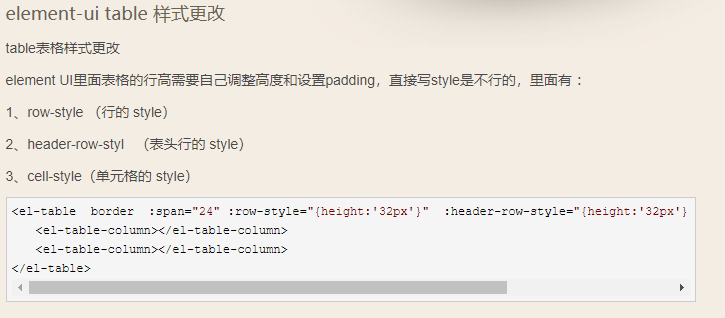 element-ui table 样式更改
table表格样式更改
element UI里面表格的行高需要自己调整高度和设置padding，直接写style是不行的，里面有：
1、row-style （行的 style）
2、header-row-styl （表头行的 style）
3、cell-style（单元格的 style）
<el-table  border  :span="24" :row-style="{height:'32px'}"  :header-row-style="{height:'32px'}
<el-table-column></el-table-column>
<el-table-column></el-table-column>
</el-table>